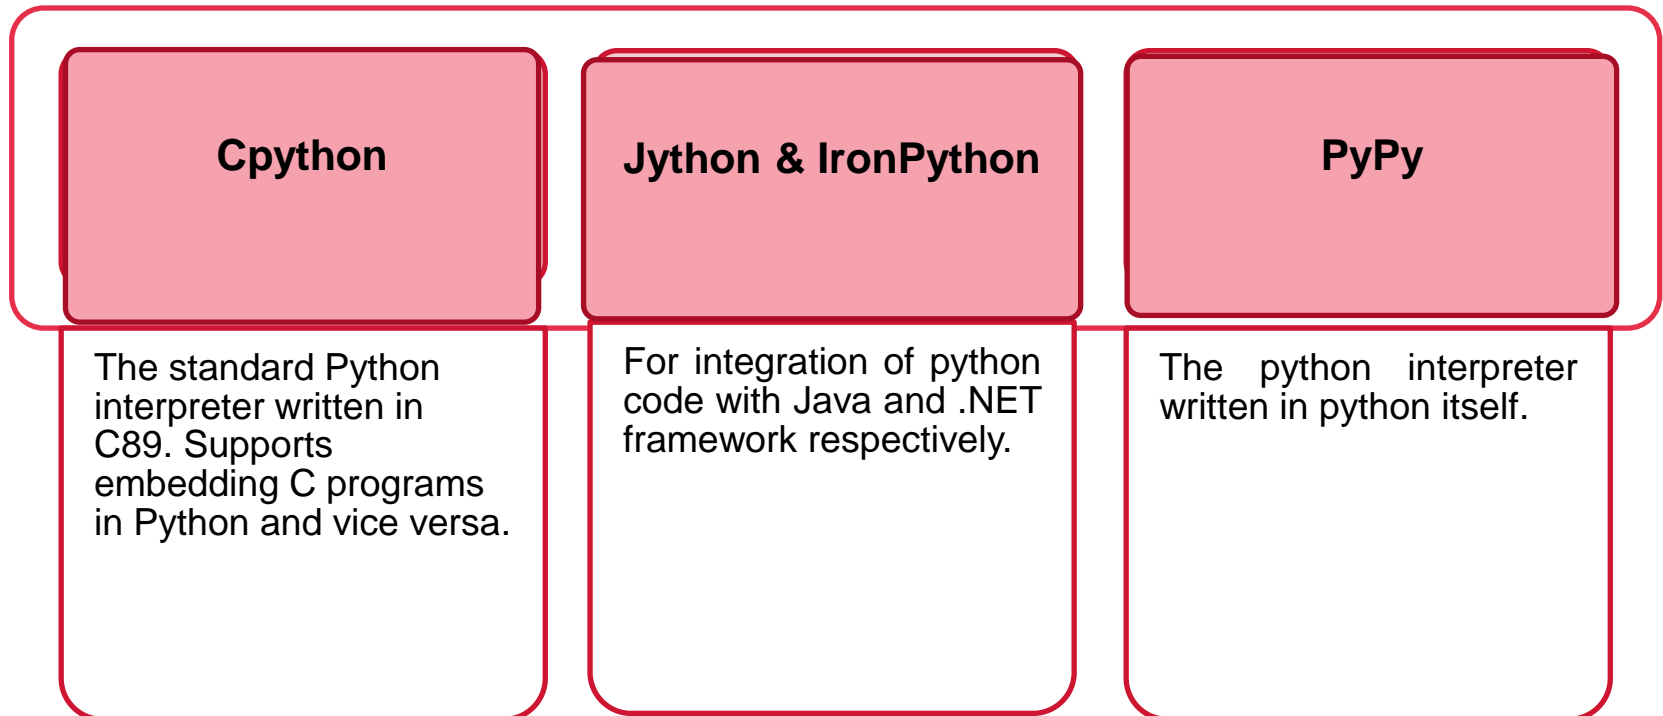 Cpython
Jython & IronPython
PyPy
The standard Python
interpreter written in
C89. Supports
embedding C programs
in Python and vice versa.
For integration of python
code with Java and .NET
framework respectively.
The python interpreter
written in python itself.